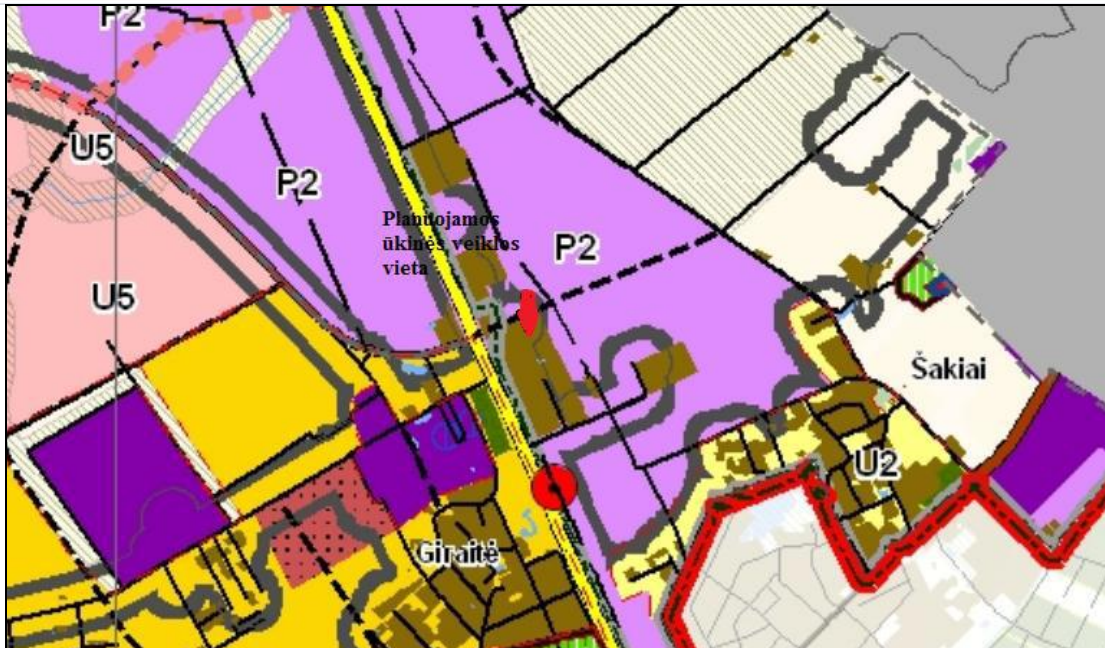 P2
U5
P2
Planuojamos
ūkinės veiklos
vieta
P2
U5
Šakiai
U2
Giraitė